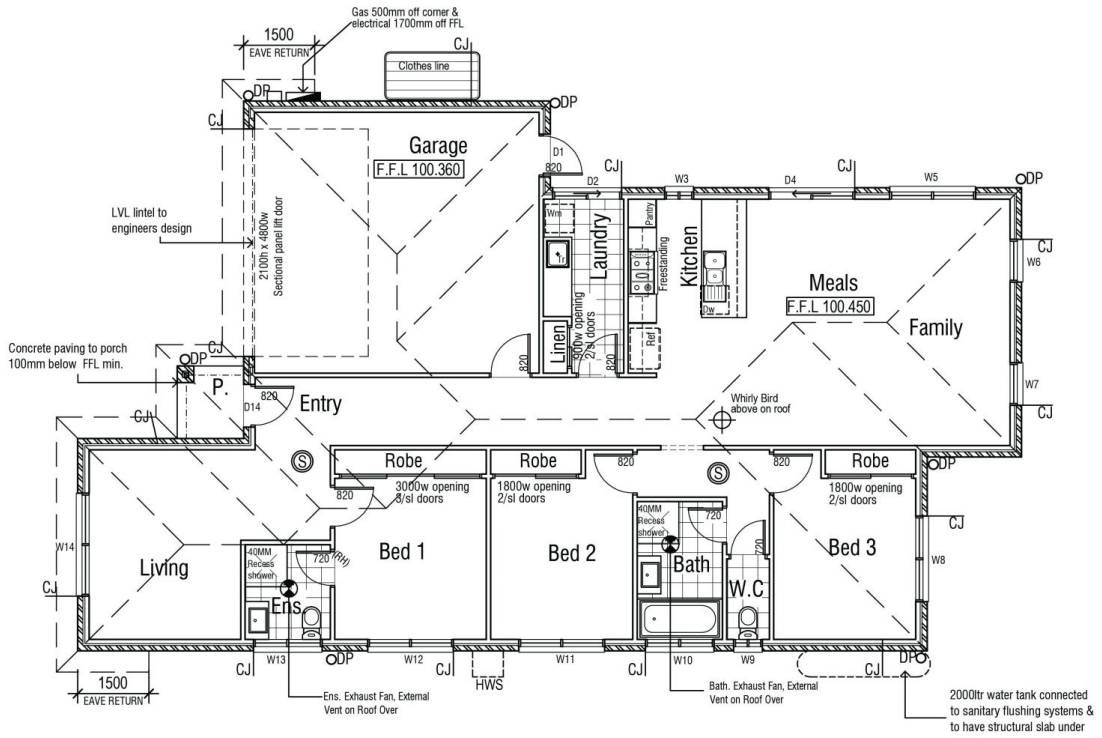 Gas 500mm off corner &
electrical 1700mm off FFL
1500
EAVE RETURN
CJ
Clothes line
DP
DP
CJ
Garage
F.F.L 100.360
D1
820
CJ
D2
W3
D4
CJ
W5
DP
LVL lintel to
engineers design
2100h x 4800w
Sectional panel lift door
Wm
Tr
Laundry
Pantry
Freestanding
Kitchen
Dw
Meals
F.F.L 100.450
Family
CJ
W6
Linen
900w opening
2/sl doors
Ref
820
820
Concrete paving to porch
100mm below FFL min.
CJ
DP
P.
820
D14
Entry
CJ
Whirly Bird
above on roof
W7
CJ
S
Robe
3000w opening
3/sl doors
820
Robe
1800w opening
2/sl doors
820
S
820
Robe
1800w opening
2/sl doors
DP
CJ
W14
Living
CJ
40MM
Recess
shower
720
(RH)
Ens.
Bed 1
Bed 2
40MM
Recess
shower
720
Bath
720
W.C
Bed 3
W8
CJ
W13
DP
W12
CJ
HWS
W11
CJ
W10
W9
CJ
DP
1500
EAVE RETURN
Ens. Exhaust Fan, External
Vent on Roof Over
Bath. Exhaust Fan, External
Vent on Roof Over
2000ltr water tank connected
to sanitary flushing systems &
to have structural slab under